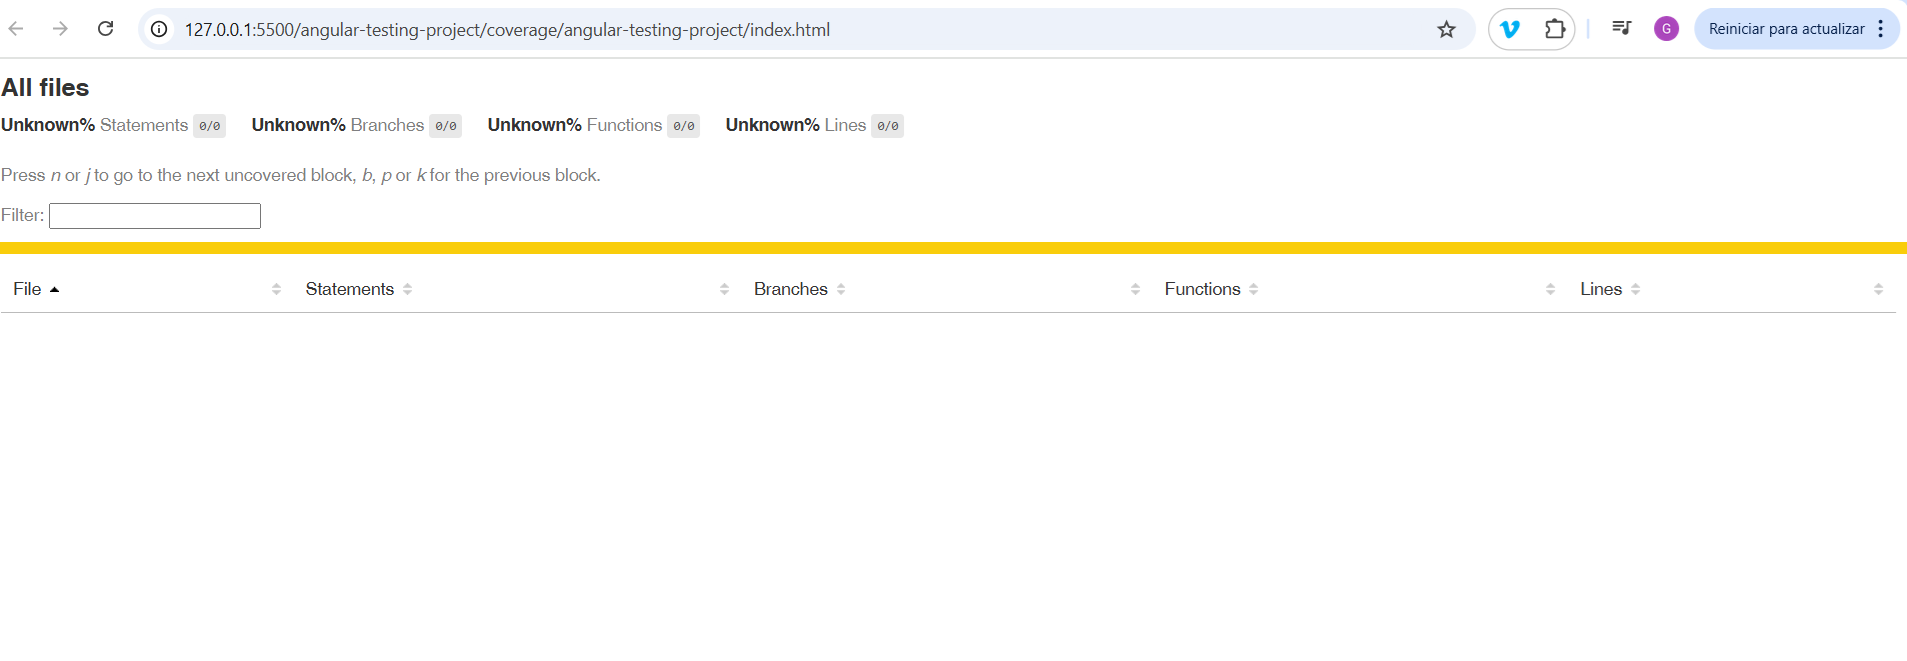 127.0.0.1:5500/angular-testing-project/coverage/angular-testing-project/index.html
G
Reiniciar para actualizar
All files
Unknown% Statements 0/0 Unknown% Branches 0/0 Unknown% Functions 0/0 Unknown% Lines 0/0
Press n or j to go to the next uncovered block, b, p or k for the previous block.
Filter:
File Statements Branches Functions Lines